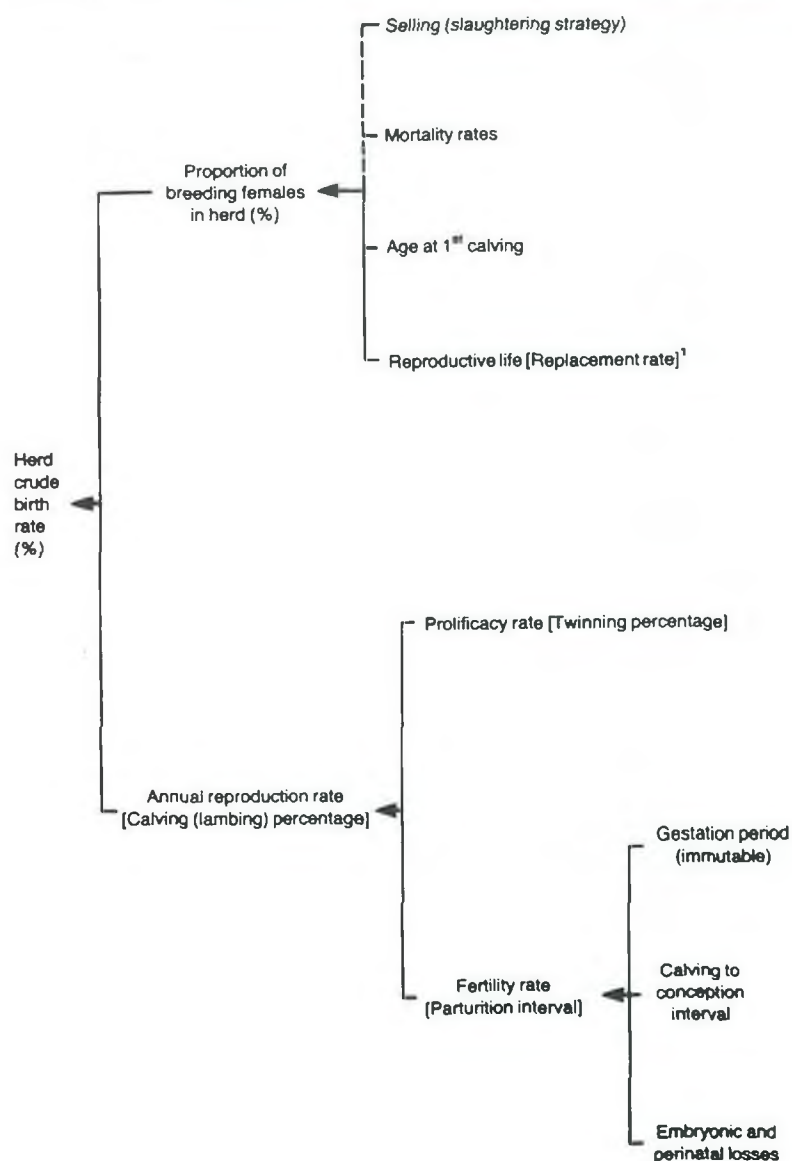 Selling (slaughtering strategy)
Mortality rates
Proportion of
breeding females
in herd (%)
Age at 1st calving
Reproductive life [Replacement rate]1
Herd
crude
birth
rate
(%)
Prolificacy rate [Twinning percentage]
Annual reproduction rate
[Calving (lambing) percentage]
Gestation period
(immutable)
Fertility rate
[Parturition interval]
Calving to
conception
interval
Embryonic and
perinatal losses